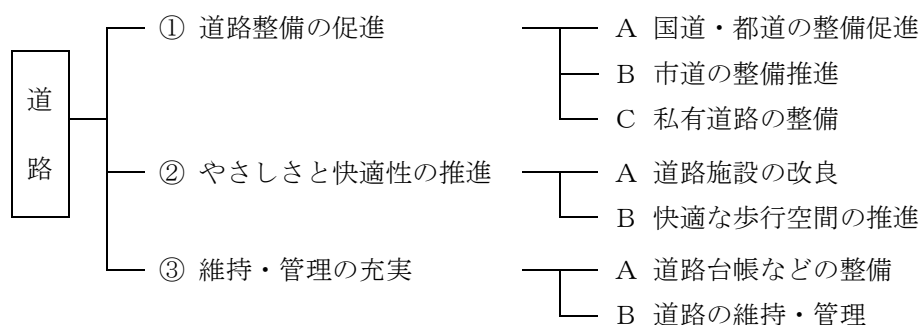 道路
① 道路整備の促進
A 国道・都道の整備促進
B 市道の整備推進
C 私有道路の整備
② やさしさと快適性の推進
A 道路施設の改良
B 快適な歩行空間の推進
③ 維持・管理の充実
A 道路台帳などの整備
B 道路の維持・管理